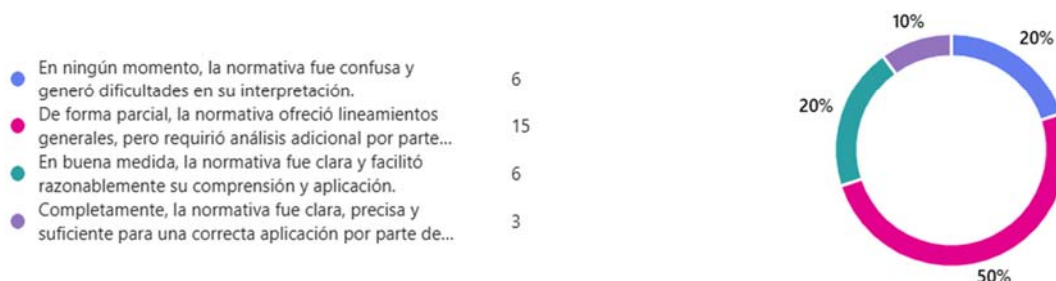 En ningún momento, la normativa fue confusa y
generó dificultades en su interpretación.
6
De forma parcial, la normativa ofreció lineamientos
generales, pero requirió análisis adicional por parte...
15
En buena medida, la normativa fue clara y facilitó
razonablemente su comprensión y aplicación.
6
Completamente, la normativa fue clara, precisa y
suficiente para una correcta aplicación por parte de...
3
10%
20%
20%
50%